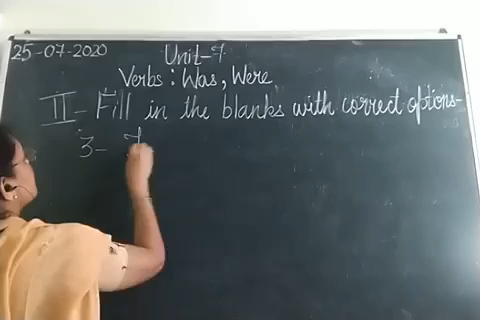 25-07-2020
Unit-7
Verbs : Was, Were
II- Fill in the blanks with correct options-
3-